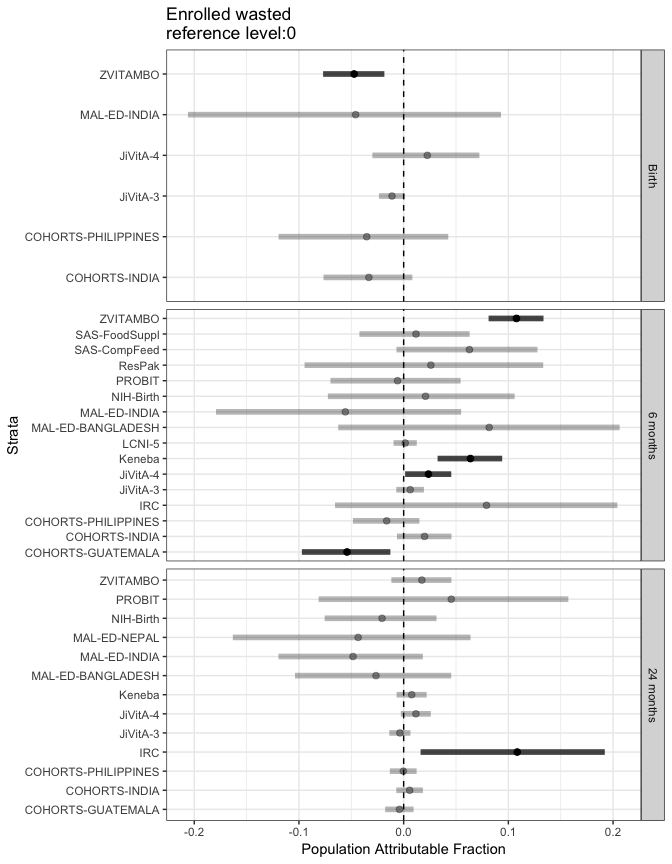 Enrolled wasted
reference level:0
Strata
ZVITAMBO
MAL-ED-INDIA
JiVitA-4
JiVitA-3
COHORTS-PHILIPPINES
COHORTS-INDIA
Birth
ZVITAMBO
SAS-FoodSuppl
SAS-CompFeed
ResPak
PROBIT
NIH-Birth
MAL-ED-INDIA
MAL-ED-BANGLADESH
LCNI-5
Keneba
JiVitA-4
JiVitA-3
IRC
COHORTS-PHILIPPINES
COHORTS-INDIA
COHORTS-GUATEMALA
6 months
ZVITAMBO
PROBIT
NIH-Birth
MAL-ED-NEPAL
MAL-ED-INDIA
MAL-ED-BANGLADESH
Keneba
JiVitA-4
JiVitA-3
IRC
COHORTS-PHILIPPINES
COHORTS-INDIA
COHORTS-GUATEMALA
24 months
-0.2 -0.1 0.0 0.1 0.2
Population Attributable Fraction